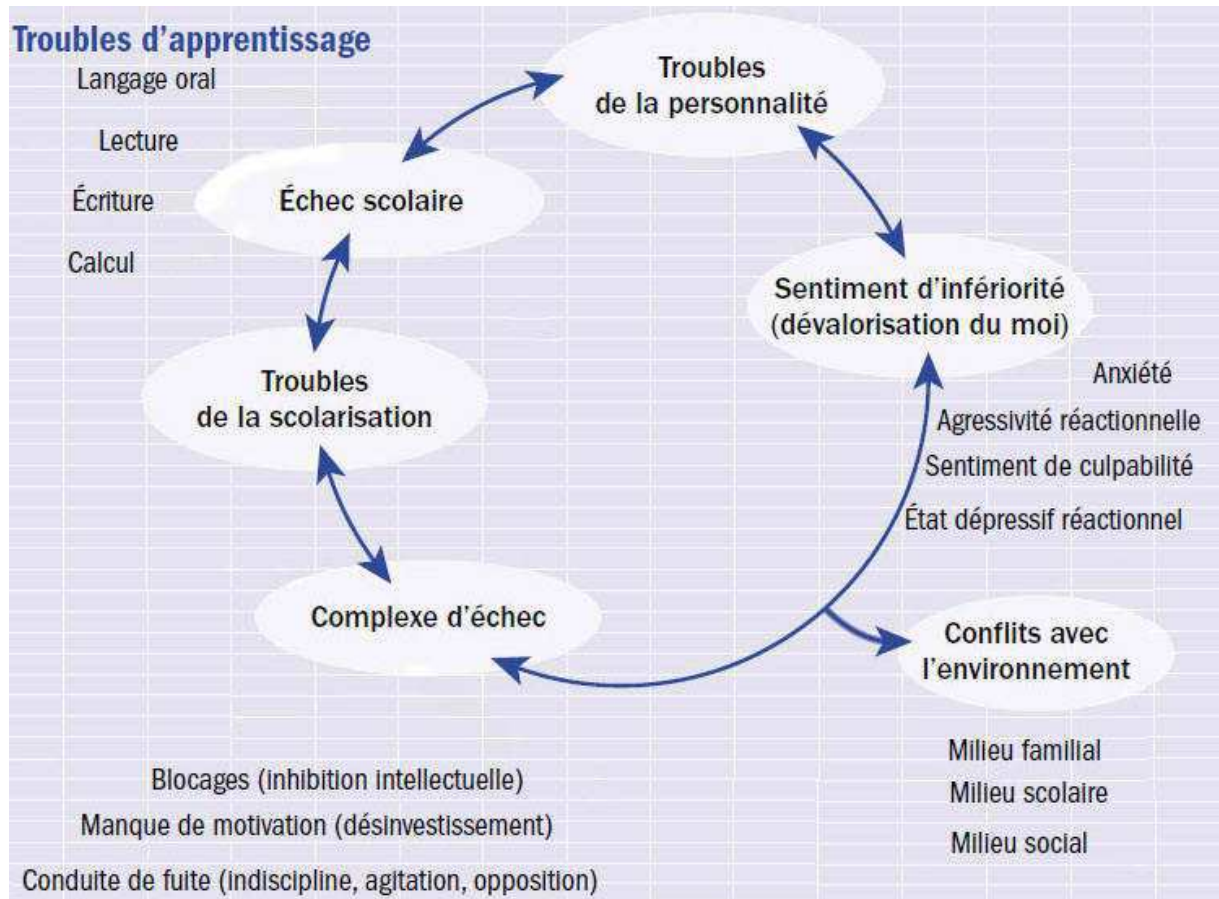 Troubles d'apprentissage
Langage oral
Lecture
Écriture
Calcul
Troubles
de la personnalité
Échec scolaire
Sentiment d'infériorité
(dévalorisation du moi)
Troubles
de la scolarisation
Anxiété
Agressivité réactionnelle
Sentiment de culpabilité
État dépressif réactionnel
Complexe d'échec
Conflits avec
l'environnement
Milieu familial
Milieu scolaire
Milieu social
Blocages (inhibition intellectuelle)
Manque de motivation (désinvestissement)
Conduite de fuite (indiscipline, agitation, opposition)